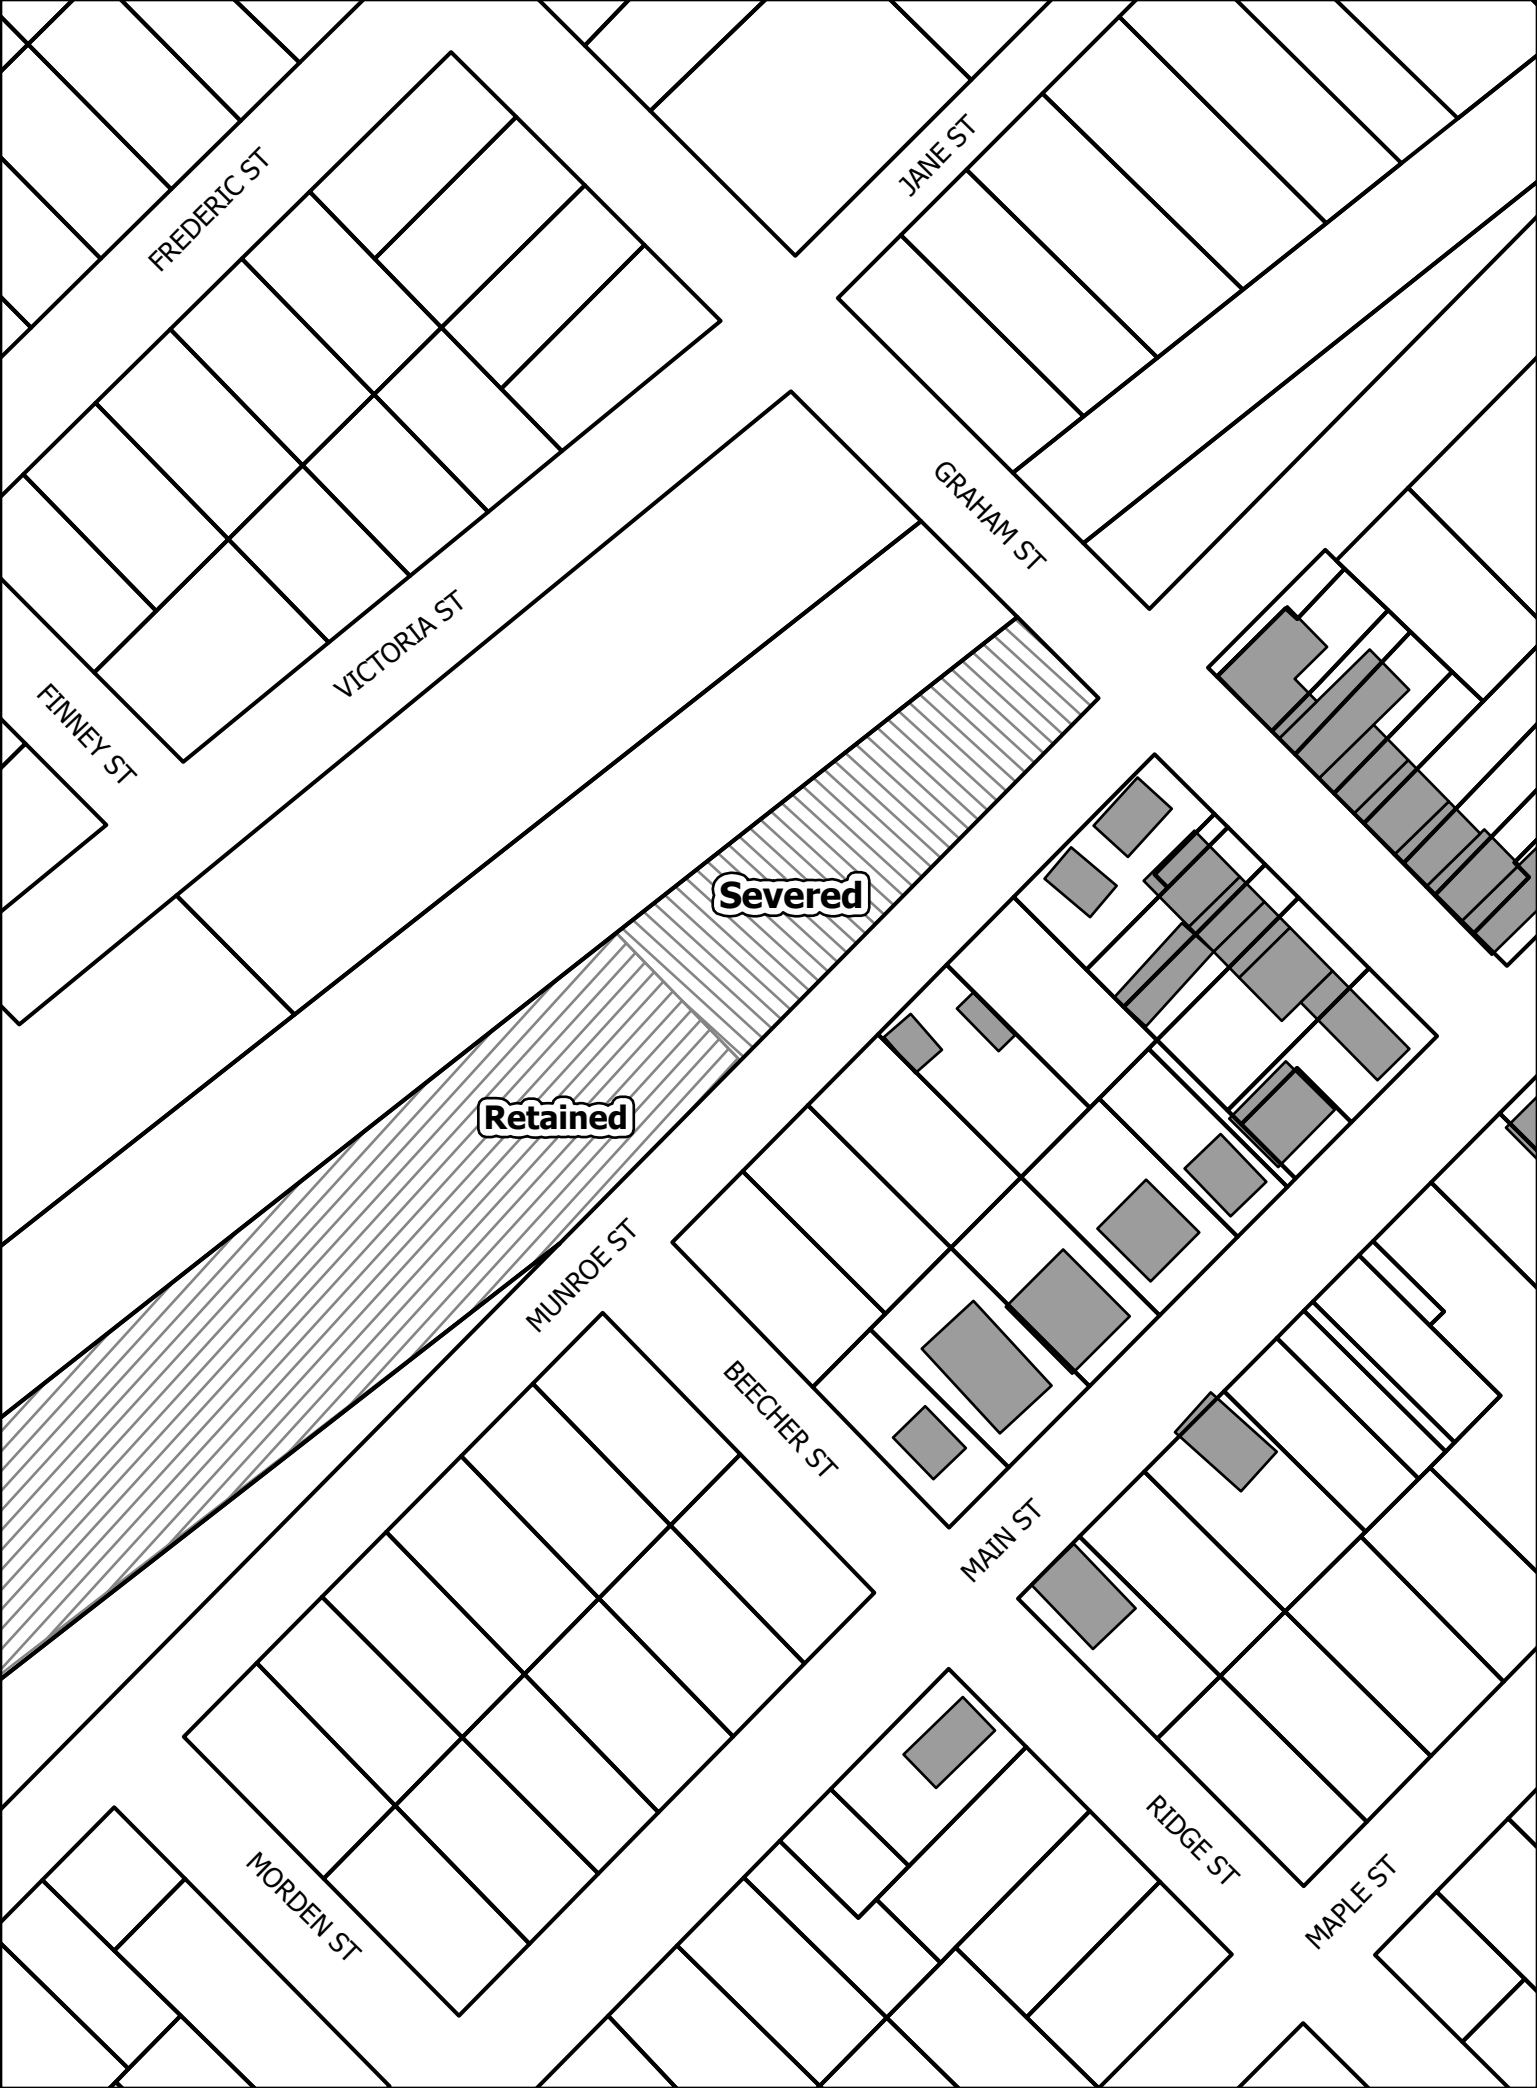 JANE ST
FREDERIC ST
GRAHAM ST
VICTORIA ST
FINNEY ST
Severed
Retained
MUNROE ST
BEECHER ST
MAIN ST
RIDGE ST
MORDEN ST
MAPLE ST